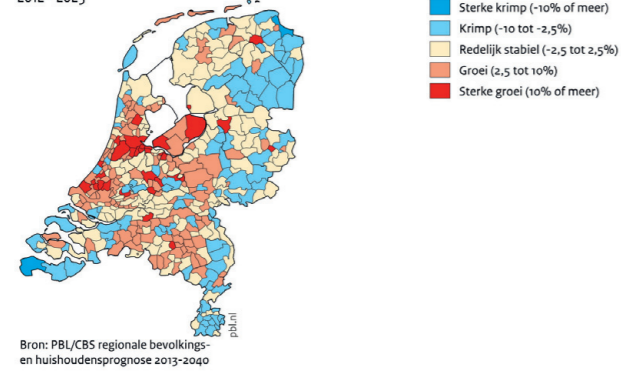 2012 - 2025
Sterke krimp (-10% of meer)
Krimp (-10 tot -2,5%)
Redelijk stabiel (-2,5 tot 2,5%)
Groei (2,5 tot 10%)
Sterke groei (10% of meer)
pbl.nl
Bron: PBL/CBS regionale bevolkings-
en huishoudensprognose 2013-2040